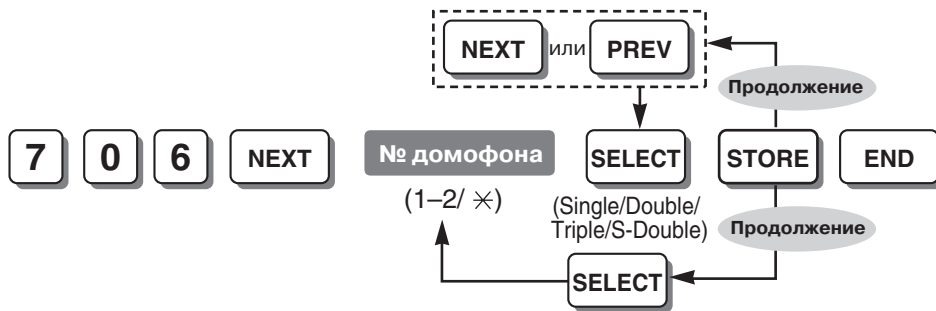 NEXT или PREV
Продолжение
7 0 6 NEXT № домофона SELECT STORE END
(1–2/ ✳) (Single/Double/
Triple/S-Double)
Продолжение
SELECT